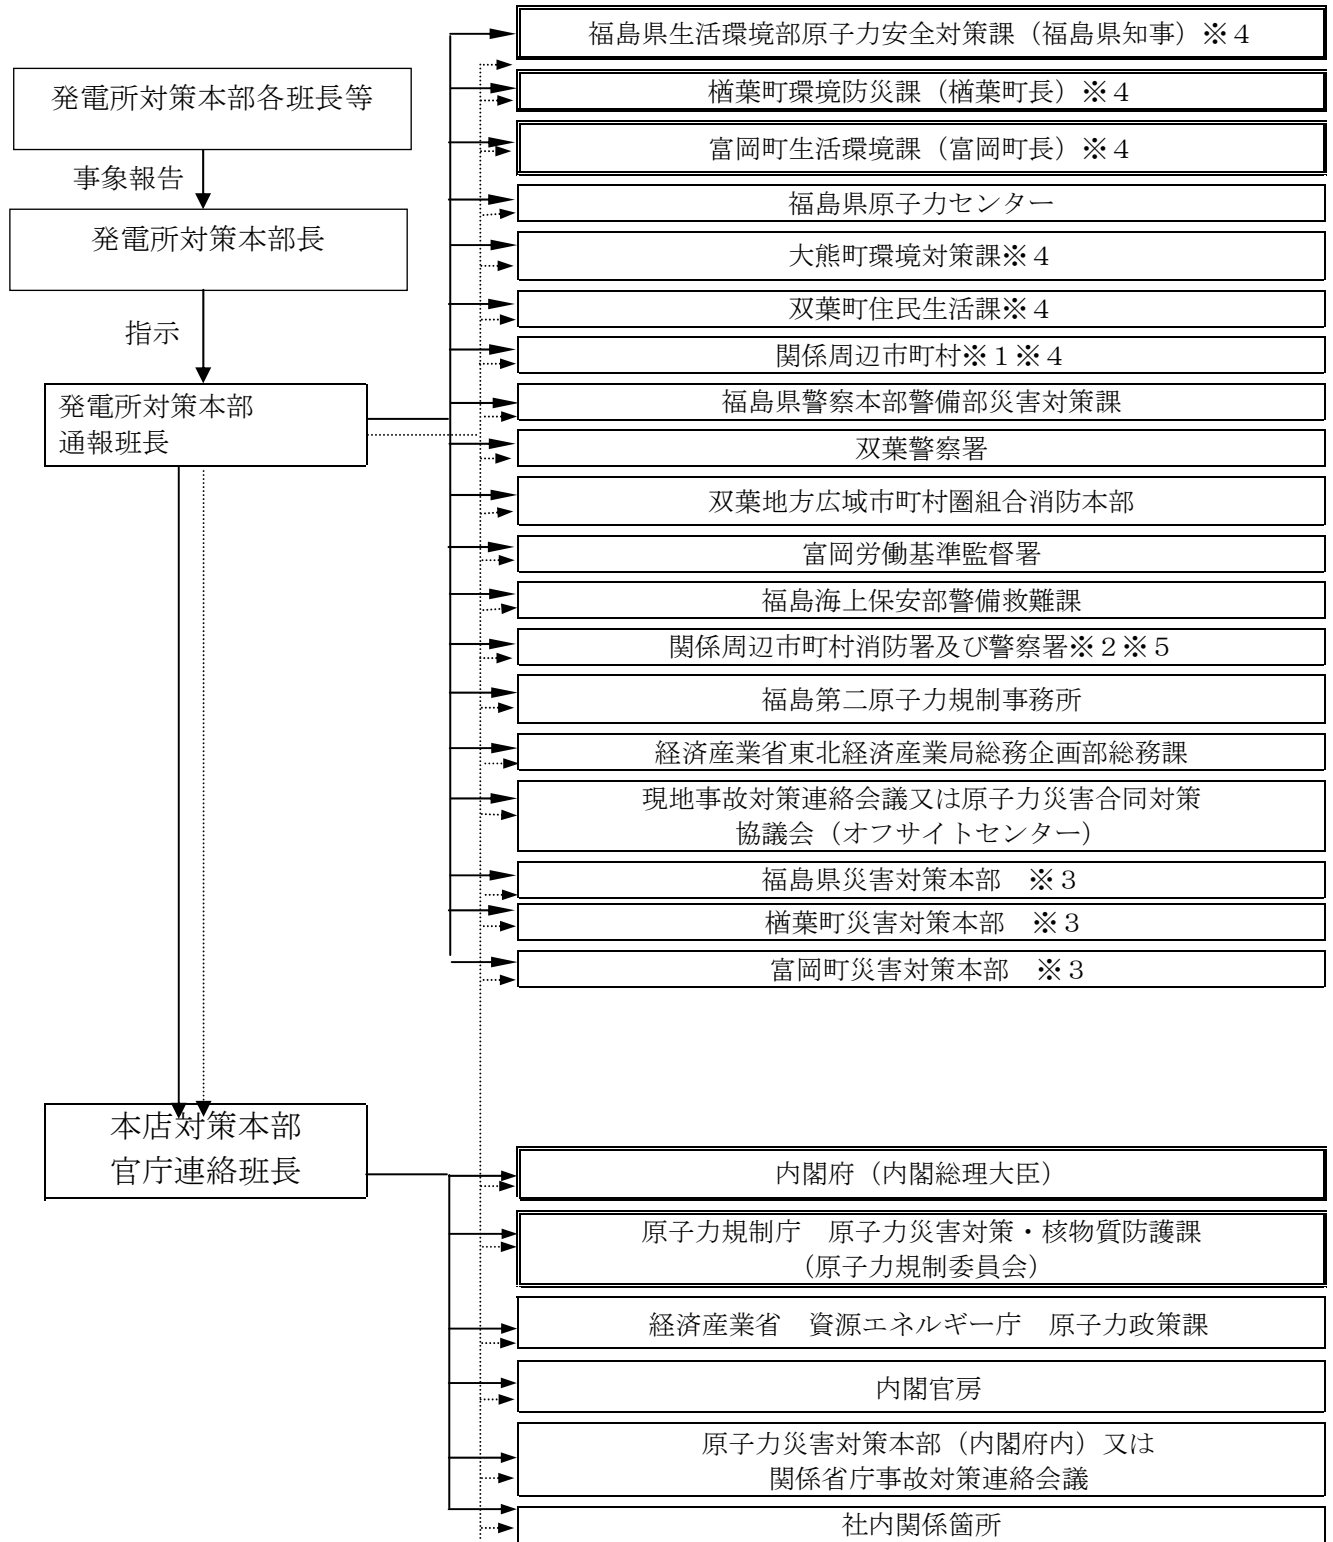 発電所対策本部各班長等
事象報告
発電所対策本部長
指示
発電所対策本部
通報班長
福島県生活環境部原子力安全対策課（福島県知事）※４
楢葉町環境防災課（楢葉町長）※４
富岡町生活環境課（富岡町長）※４
福島県原子力センター
大熊町環境対策課※４
双葉町住民生活課※４
関係周辺市町村※１※４
福島県警察本部警備部災害対策課
双葉警察署
双葉地方広域市町村圏組合消防本部
富岡労働基準監督署
福島海上保安部警備救難課
関係周辺市町村消防署及び警察署※２※５
福島第二原子力規制事務所
経済産業省東北経済産業局総務企画部総務課
現地事故対策連絡会議又は原子力災害合同対策
協議会（オフサイトセンター）
福島県災害対策本部　※３
楢葉町災害対策本部　※３
富岡町災害対策本部　※３
本店対策本部
官庁連絡班長
内閣府（内閣総理大臣）
原子力規制庁　原子力災害対策・核物質防護課
（原子力規制委員会）
経済産業省　資源エネルギー庁　原子力政策課
内閣官房
原子力災害対策本部（内閣府内）又は
関係省庁事故対策連絡会議
社内関係箇所